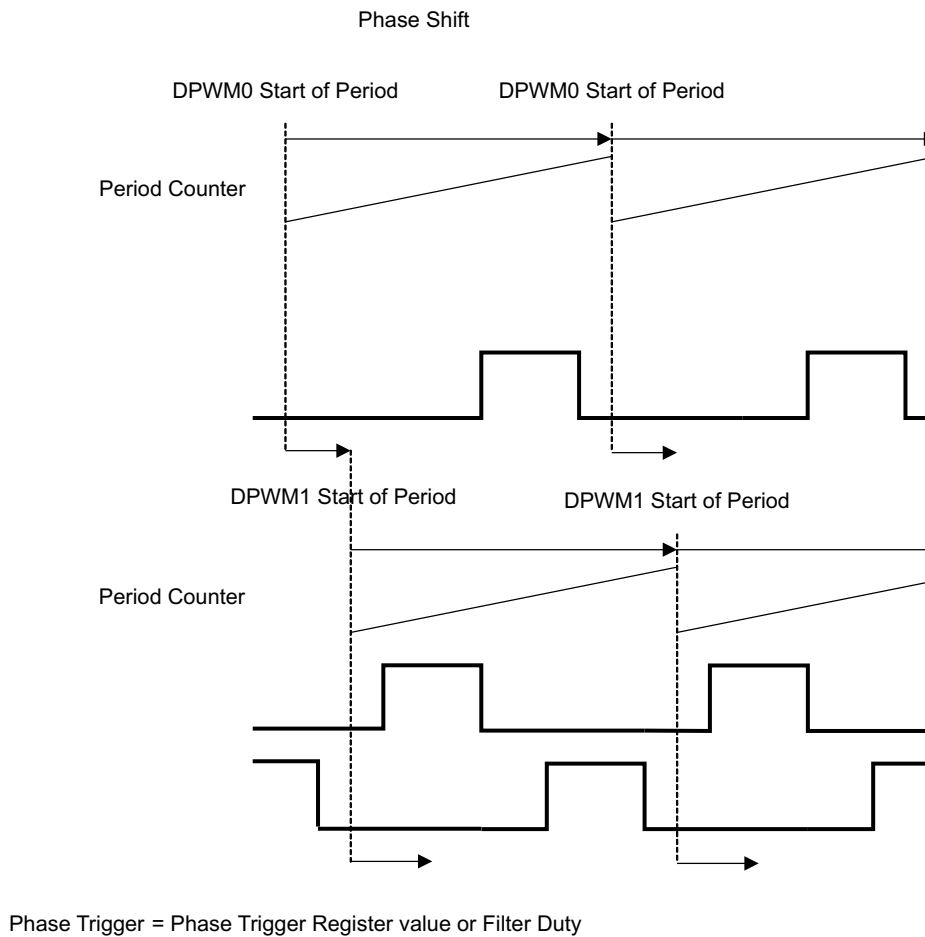 Phase Shift
DPWM0 Start of Period
DPWM0 Start of Period
Period Counter
DPWM1 Start of Period
DPWM1 Start of Period
Period Counter
Phase Trigger = Phase Trigger Register value or Filter Duty